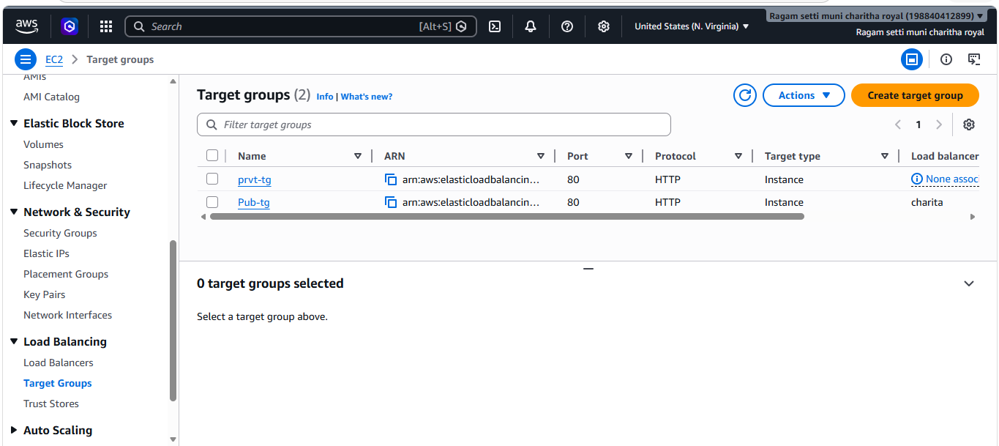 aws
Search [Alt+S]
United States (N. Virginia)
Ragam setti muni charitha royal (198840412899)
Ragam setti muni charitha royal
EC2 > Target groups
AMIs
AMI Catalog
Elastic Block Store
Volumes
Snapshots
Lifecycle Manager
Network & Security
Security Groups
Elastic IPs
Placement Groups
Key Pairs
Network Interfaces
Load Balancing
Load Balancers
Target Groups
Trust Stores
Auto Scaling
Target groups (2) Info | What's new?
Actions
Create target group
Filter target groups
1
Name ARN Port Protocol Target type Load balancer
prvt-tg arn:aws:elasticloadbalancin... 80 HTTP Instance None associ
Pub-tg arn:aws:elasticloadbalancin... 80 HTTP Instance charita
0 target groups selected
Select a target group above.